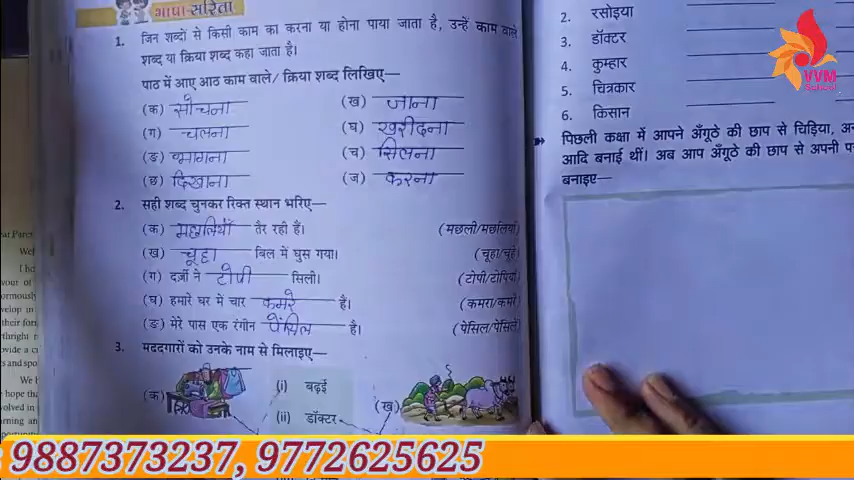 भाषा-सरिता
1. जिन शब्दों से किसी काम का करना या होना पाया जाता है, उन्हें काम वाले
शब्द या क्रिया शब्द कहा जाता है।
पाठ में आए आठ काम वाले/ क्रिया शब्द लिखिए—
(क) सोचना (ख) जाना
(ग) चलना (घ) खरीदना
(ङ) भागना (च) सिलना
(छ) दिखाना (ज) करना
2. सही शब्द चुनकर रिक्त स्थान भरिए—
(क) मछलियाँ तैर रही हैं। (मछली/मछलियाँ)
(ख) चूहा बिल में घुस गया। (चूहा/चूहे)
(ग) दर्ज़ी ने टोपी सिली। (टोपी/टोपियाँ)
(घ) हमारे घर में चार कमरे हैं। (कमरा/कमरे)
(ङ) मेरे पास एक रंगीन पेंसिल है। (पेंसिल/पेंसिलें)
3. मददगारों को उनके नाम से मिलाइए—
(क) (i) बढ़ई (ख)
(ii) डॉक्टर
2. रसोइया
3. डॉक्टर
4. कुम्हार
5. चित्रकार
6. किसान
पिछली कक्षा में आपने अँगूठे की छाप से चिड़िया,
आदि बनाई थीं। अब आप अँगूठे की छाप से अपनी
बनाइए—
VVM
School
9887373237, 9772625625